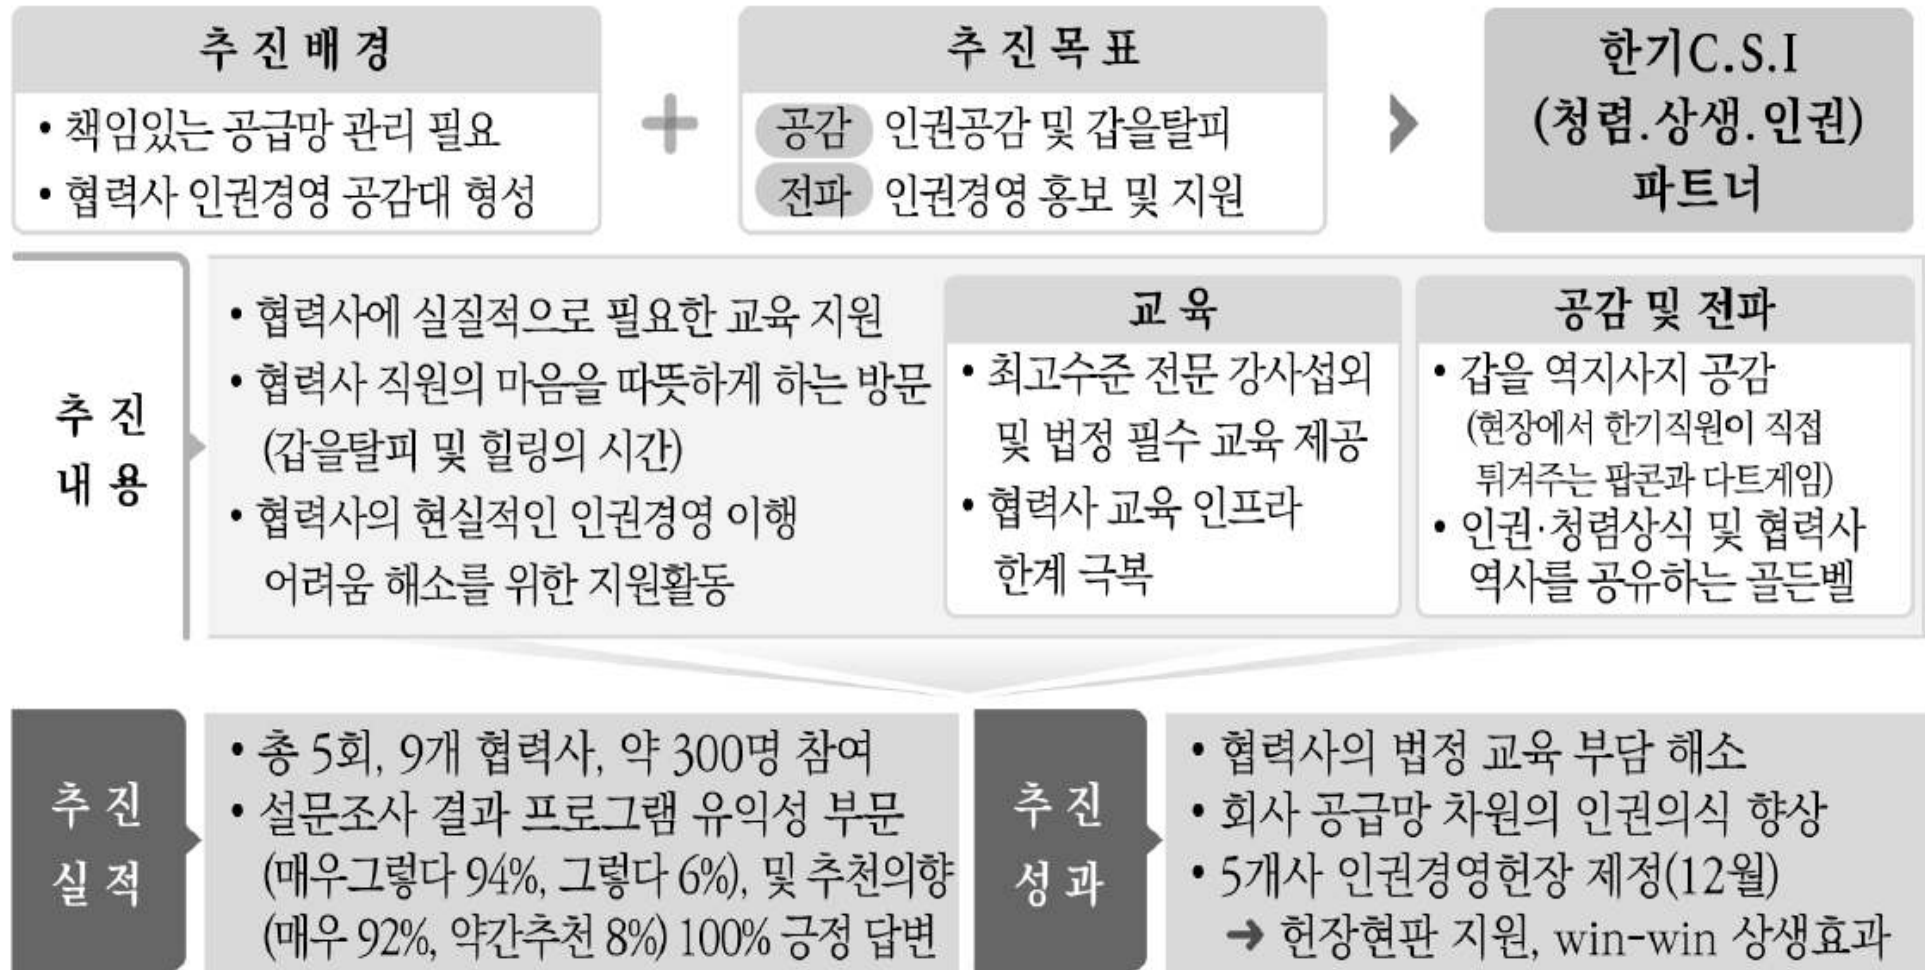 추진배경
• 책임있는 공급망 관리 필요
• 협력사 인권경영 공감대 형성
+
추진목표
공감 인권공감 및 갑을탈피
전파 인권경영 홍보 및 지원
한기C.S.I
(청렴.상생.인권)
파트너
추진
내용
• 협력사에 실질적으로 필요한 교육 지원
• 협력사 직원의 마음을 따뜻하게 하는 방문
(갑을탈피 및 힐링의 시간)
• 협력사의 현실적인 인권경영 이행
어려움 해소를 위한 지원활동
교육
• 최고수준 전문 강사섭외
및 법정 필수 교육 제공
• 협력사 교육 인프라
한계 극복
공감 및 전파
• 갑을 역지사지 공감
(현장에서 한기직원이 직접
튀겨주는 팝콘과 다트게임)
• 인권·청렴상식 및 협력사
역사를 공유하는 골든벨
추진
실적
• 총 5회, 9개 협력사, 약 300명 참여
• 설문조사 결과 프로그램 유익성 부문
(매우그렇다 94%, 그렇다 6%), 및 추천의향
(매우 92%, 약간추천 8%) 100% 긍정 답변
추진
성과
• 협력사의 법정 교육 부담 해소
• 회사 공급망 차원의 인권의식 향상
• 5개사 인권경영헌장 제정(12월)
➜ 헌장현판 지원, win-win 상생효과